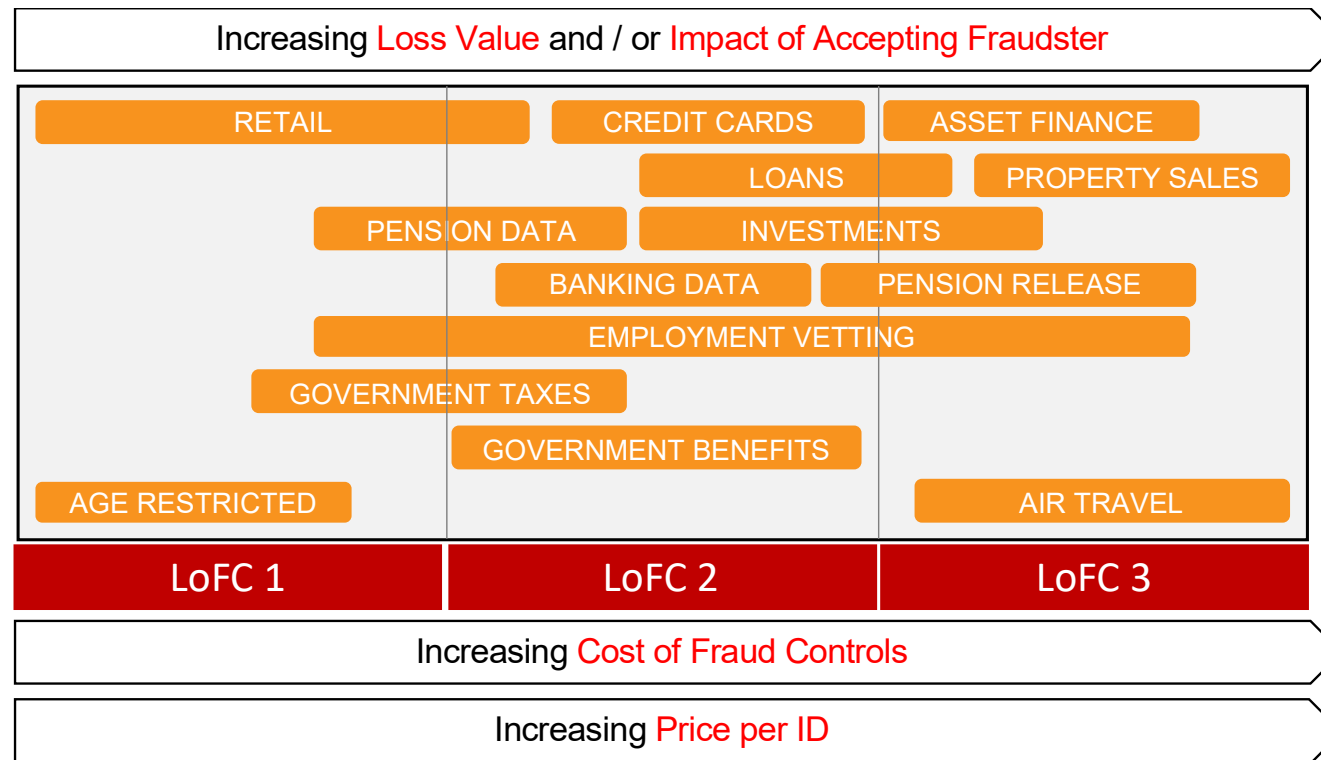 Increasing Loss Value and / or Impact of Accepting Fraudster
RETAIL
CREDIT CARDS
ASSET FINANCE
LOANS
PROPERTY SALES
PENSION DATA
INVESTMENTS
BANKING DATA
PENSION RELEASE
EMPLOYMENT VETTING
GOVERNMENT TAXES
GOVERNMENT BENEFITS
AGE RESTRICTED
AIR TRAVEL
LoFC 1
LoFC 2
LoFC 3
Increasing Cost of Fraud Controls
Increasing Price per ID